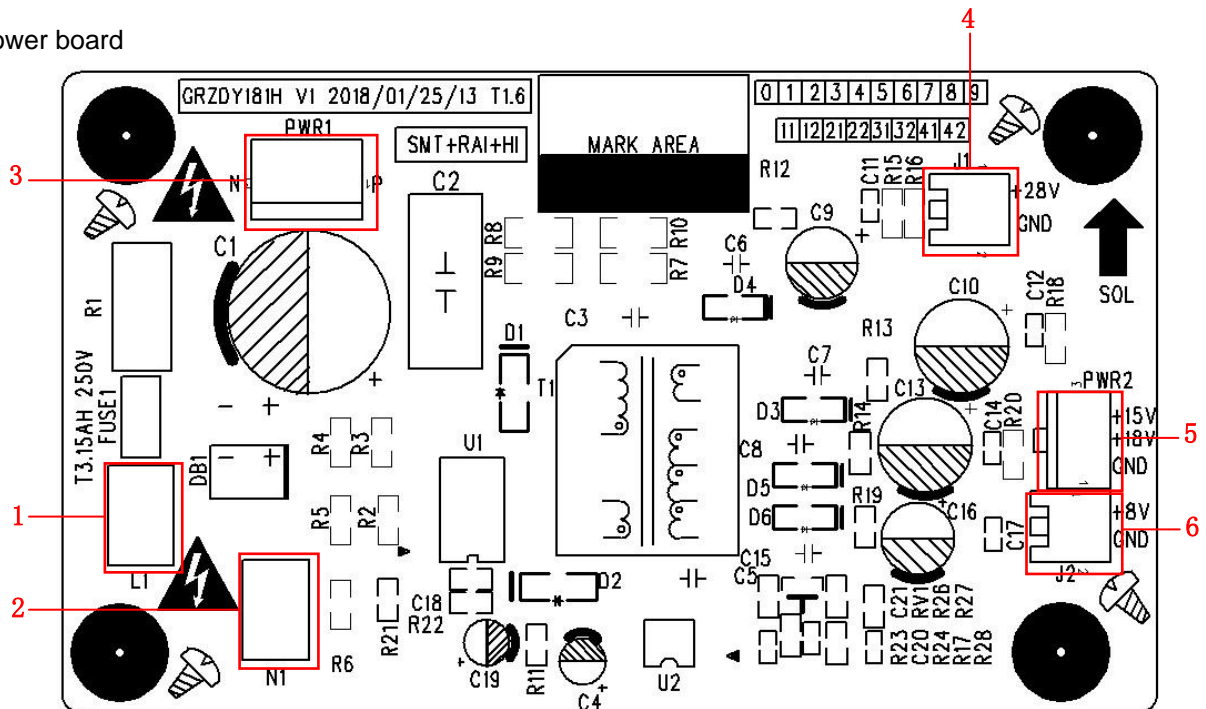 ower board
4
GRZDY181H V1 2018/01/25/13 T1.6
0 1 2 3 4 5 6 7 8 9
11 12 21 22 31 32 41 42
PWR1
SMT+RAI+HI
MARK AREA
J1
3
N
P
C2
R12
C11
R15
R16
+28V
GND
C9
C1
R8
R10
C6
R9
R7
D4
C10
C12
R18
SOL
R1
C3
R13
D1
T1
C7
C13
PWR2
T3.15AH 250V
FUSE1
D3
R14
C14
R20
+15V
+18V
GND
5
R4
R3
U1
C8
DB1
D5
1
R5
R2
D6
R19
C16
C17
+8V
GND
6
L1
C15
C5
J2
2
D2
C18
R22
R21
C21
RV1
R26
R27
R6
N1
C19
R11
C4
U2
R23
C20
R24
R17
R28